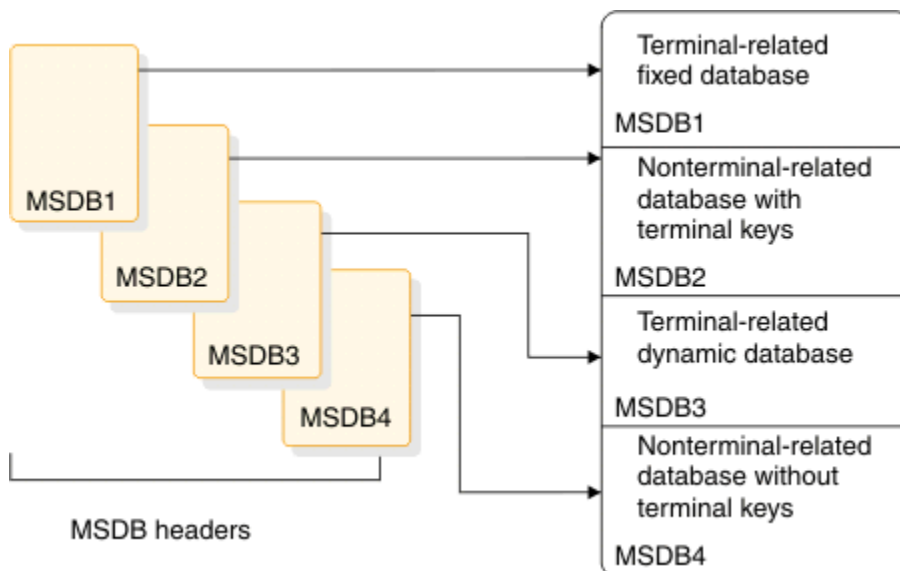 MSDB1
MSDB2
MSDB3
MSDB4
MSDB headers
Terminal-related
fixed database
MSDB1
Nonterminal-related
database with
terminal keys
MSDB2
Terminal-related
dynamic database
MSDB3
Nonterminal-related
database without
terminal keys
MSDB4